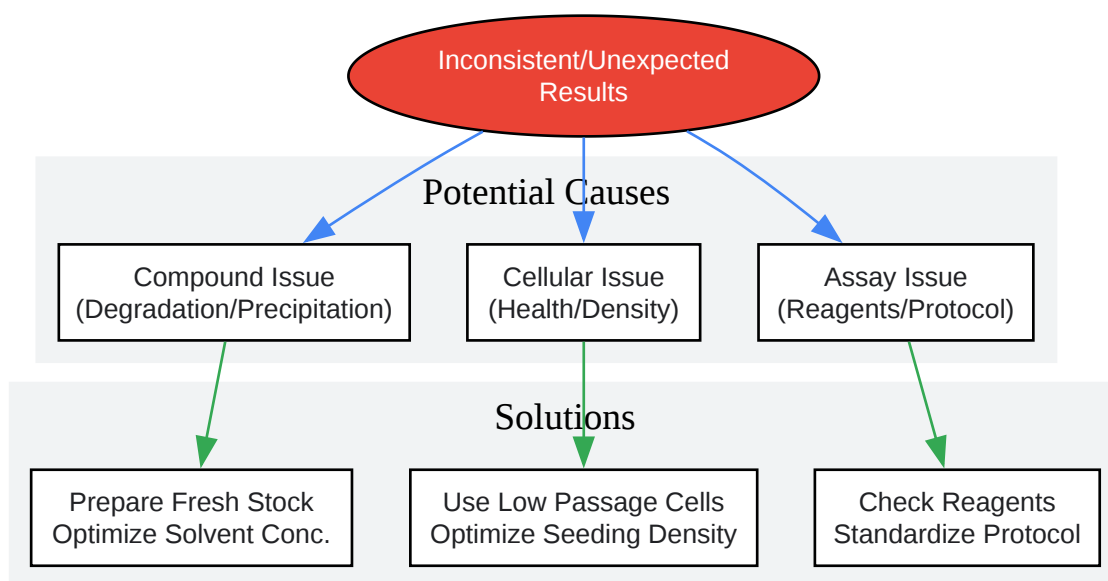 Inconsistent/Unexpected
Results
Potential Causes
Compound Issue
(Degradation/Precipitation)
Cellular Issue
(Health/Density)
Assay Issue
(Reagents/Protocol)
Solutions
Prepare Fresh Stock
Optimize Solvent Conc.
Use Low Passage Cells
Optimize Seeding Density
Check Reagents
Standardize Protocol